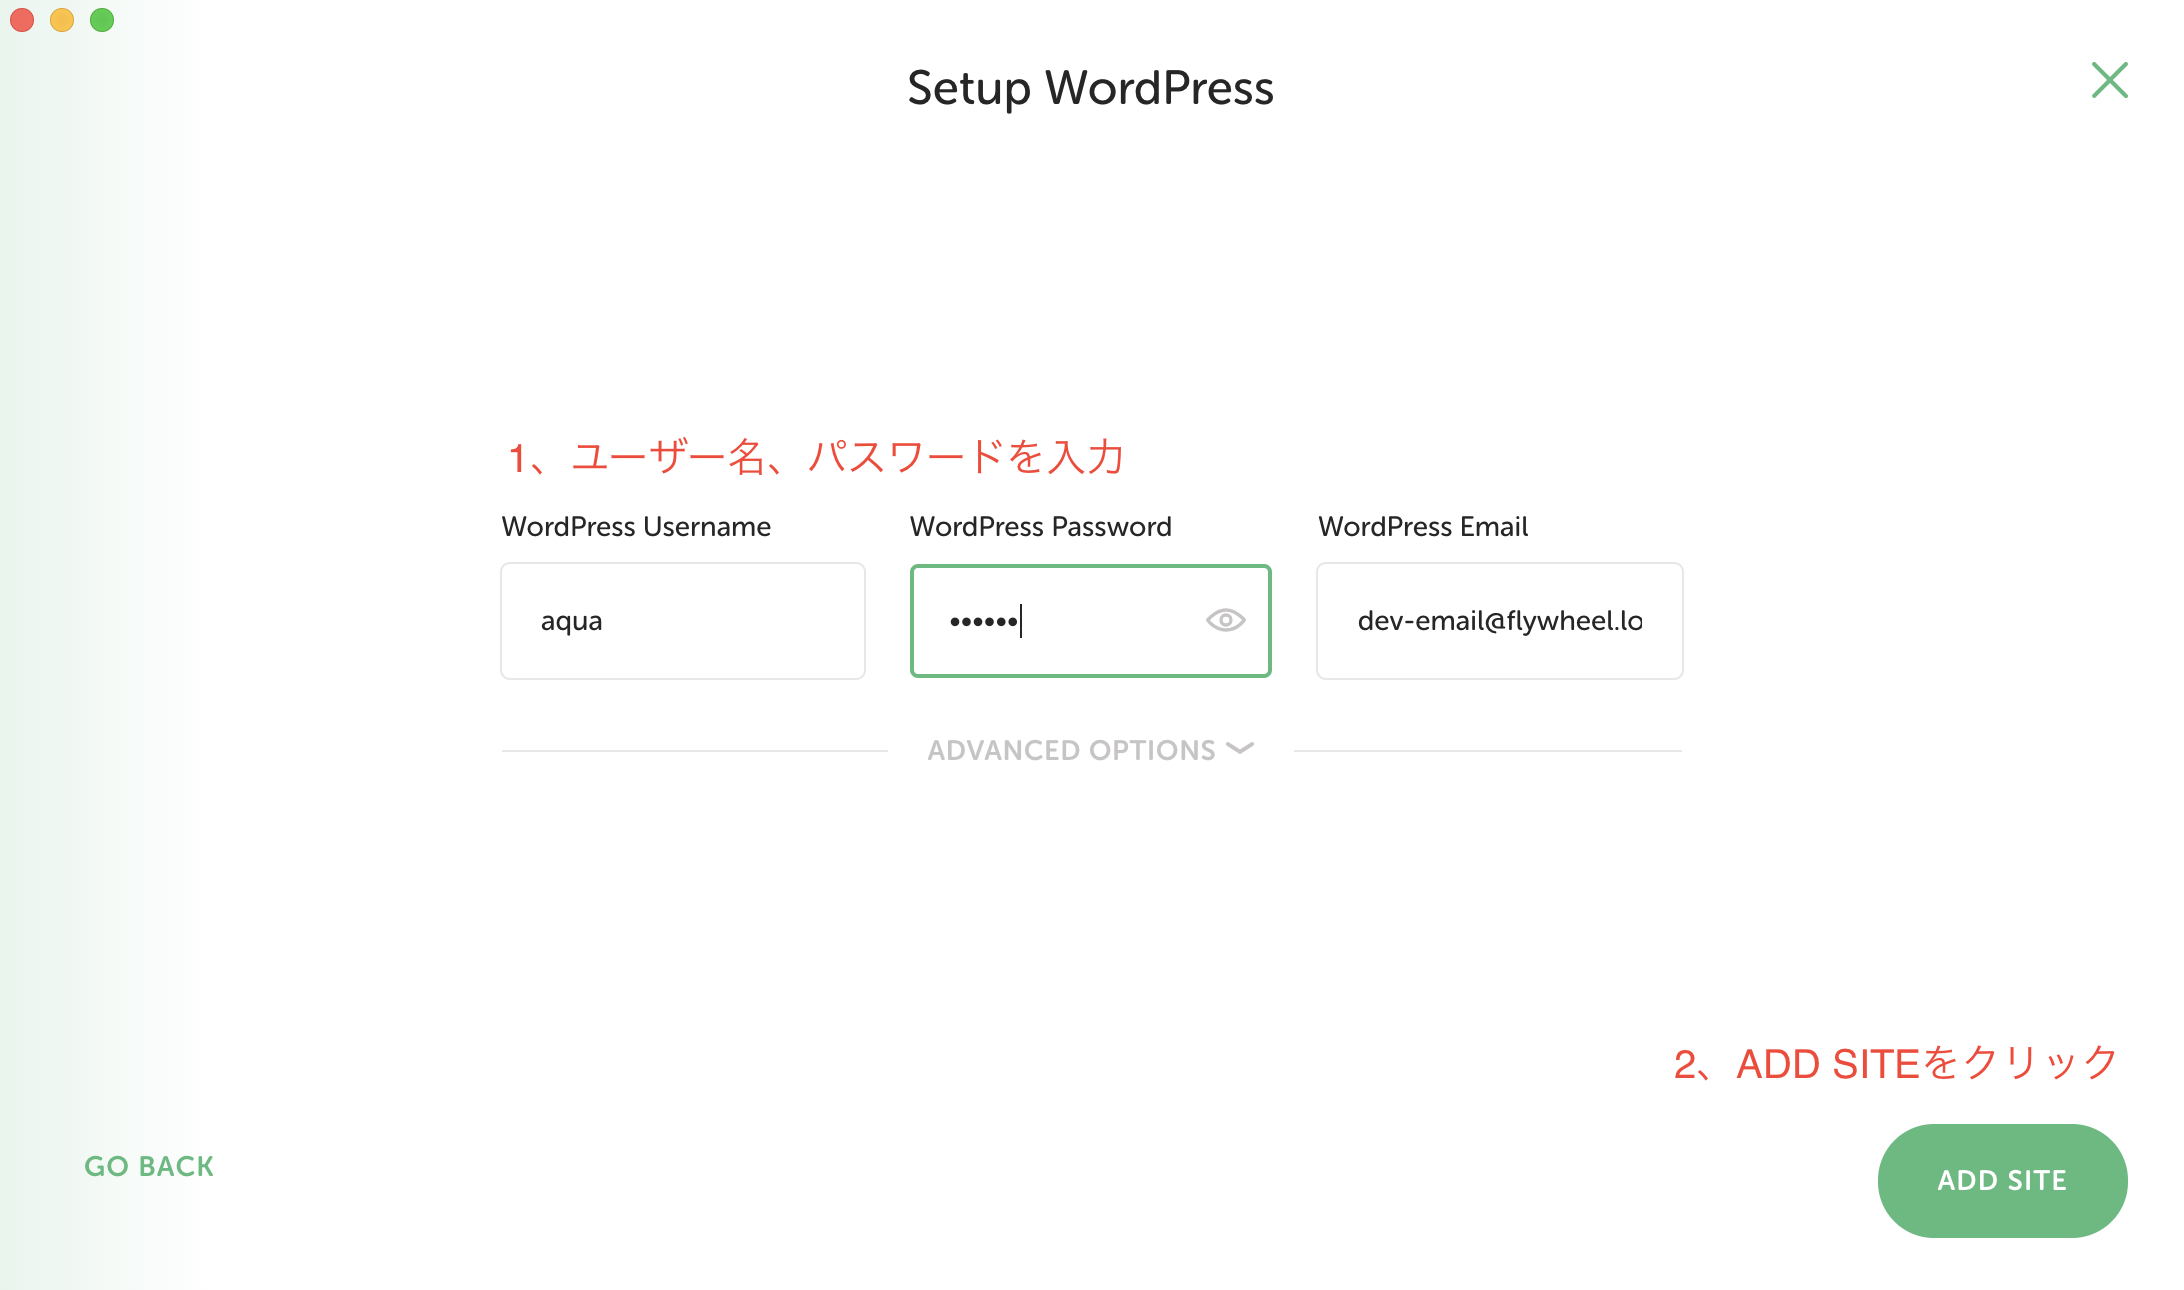 Setup WordPress
1、ユーザー名、パスワードを入力
WordPress Username
WordPress Password
WordPress Email
aqua
••••••
dev-email@flywheel.lo
ADVANCED OPTIONS
2、ADD SITEをクリック
GO BACK
ADD SITE